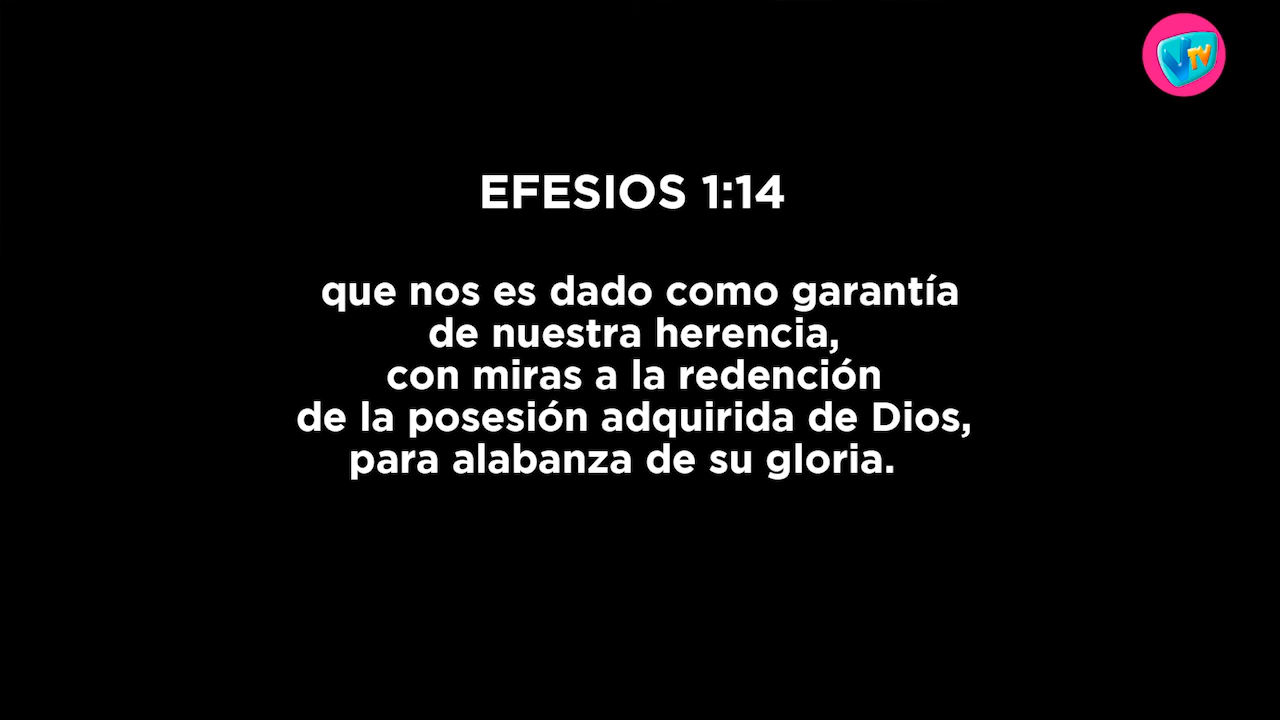 TV
EFESIOS 1:14
que nos es dado como garantía
de nuestra herencia,
con miras a la redención
de la posesión adquirida de Dios,
para alabanza de su gloria.